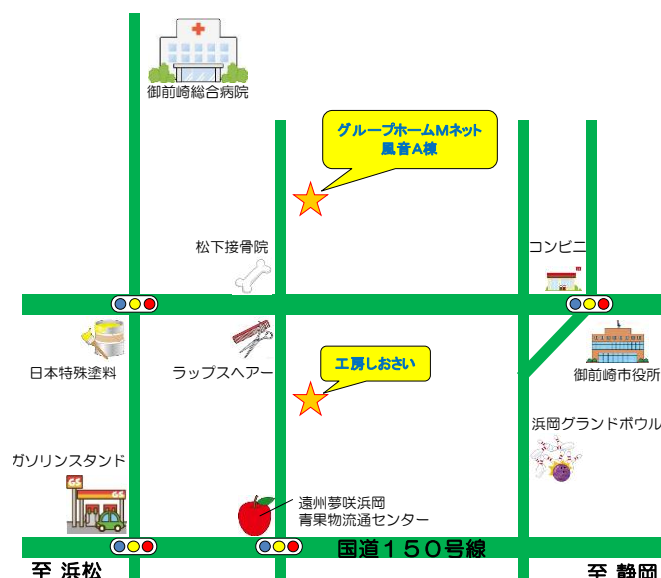 御前崎総合病院
グループホームMネット
風音A棟
松下接骨院
コンビニ
日本特殊塗料
ラップスヘアー
工房しおさい
御前崎市役所
浜岡グランドボウル
ガソリンスタンド
GS
GS
遠州夢咲浜岡
青果物流通センター
国道150号線
至 浜松
至 静岡